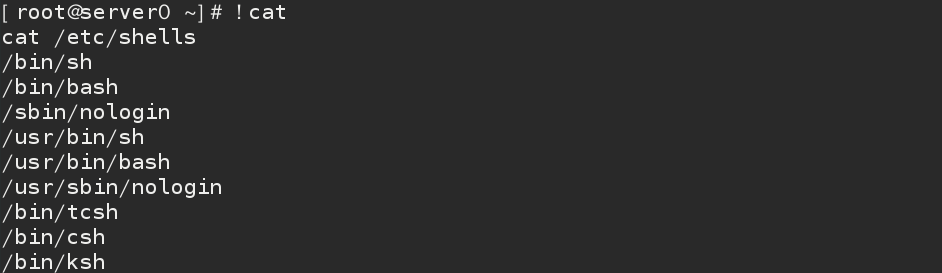 [root@server0 ~]# !cat
cat /etc/shells
/bin/sh
/bin/bash
/sbin/nologin
/usr/bin/sh
/usr/bin/bash
/usr/sbin/nologin
/bin/tcsh
/bin/csh
/bin/ksh